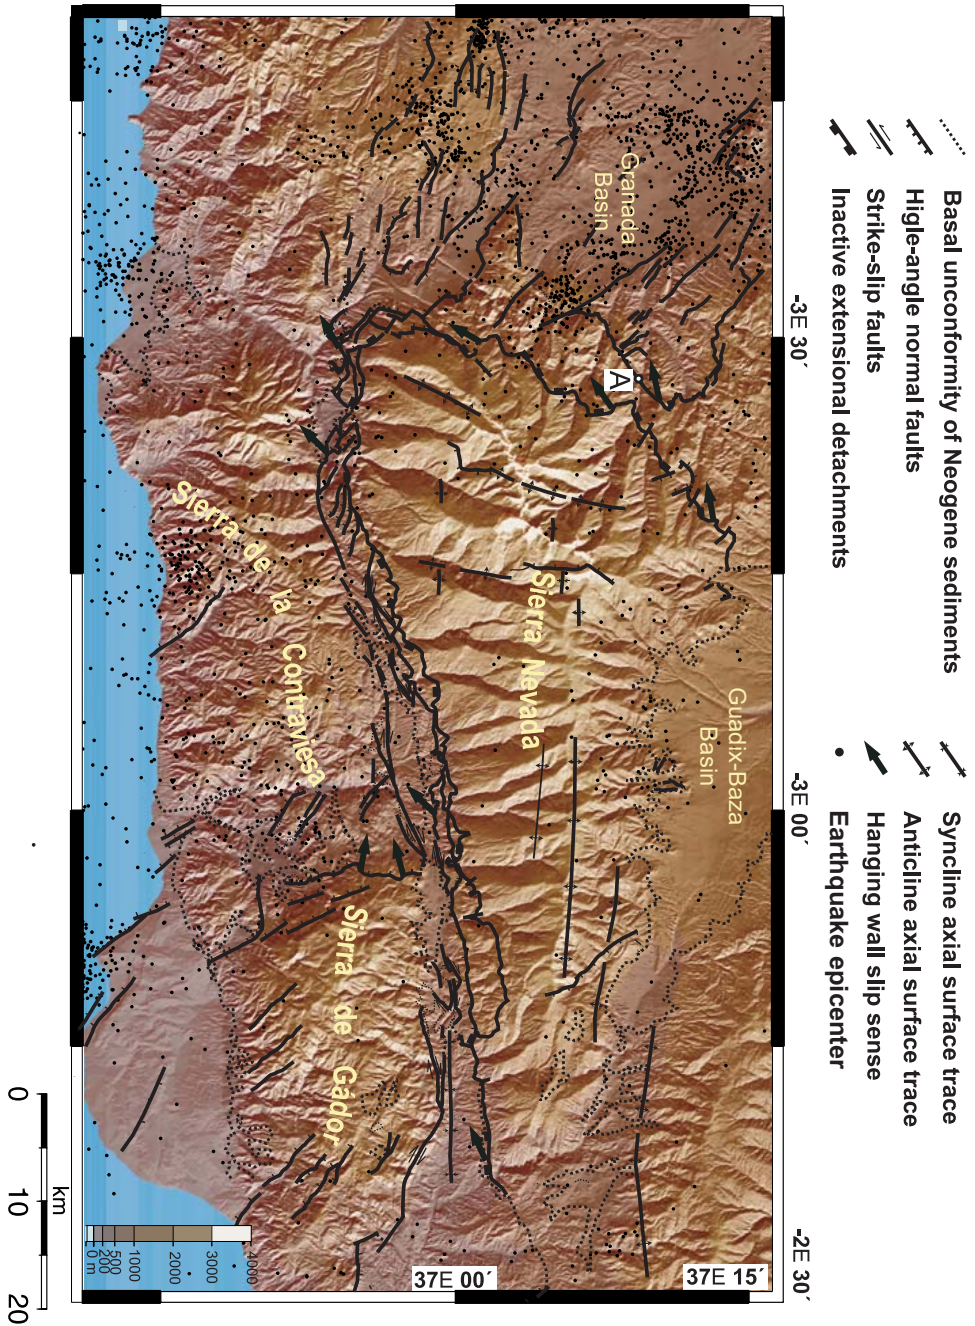 Basal unconformity of Neogene sediments
Higle-angle normal faults
Strike-slip faults
Inactive extensional detachments
Syncline axial surface trace
Anticline axial surface trace
Hanging wall slip sense
Earthquake epicenter
-3E 30´
-3E 00´
-2E 30´
37E 15´
37E 00´
Granada
Basin
Guadix-Baza
Basin
A
Sierra Nevada
Sierra de la Contraviesa
Sierra de Gádor
0 m
200
500
1000
2000
3000
4000
0
10
20
km